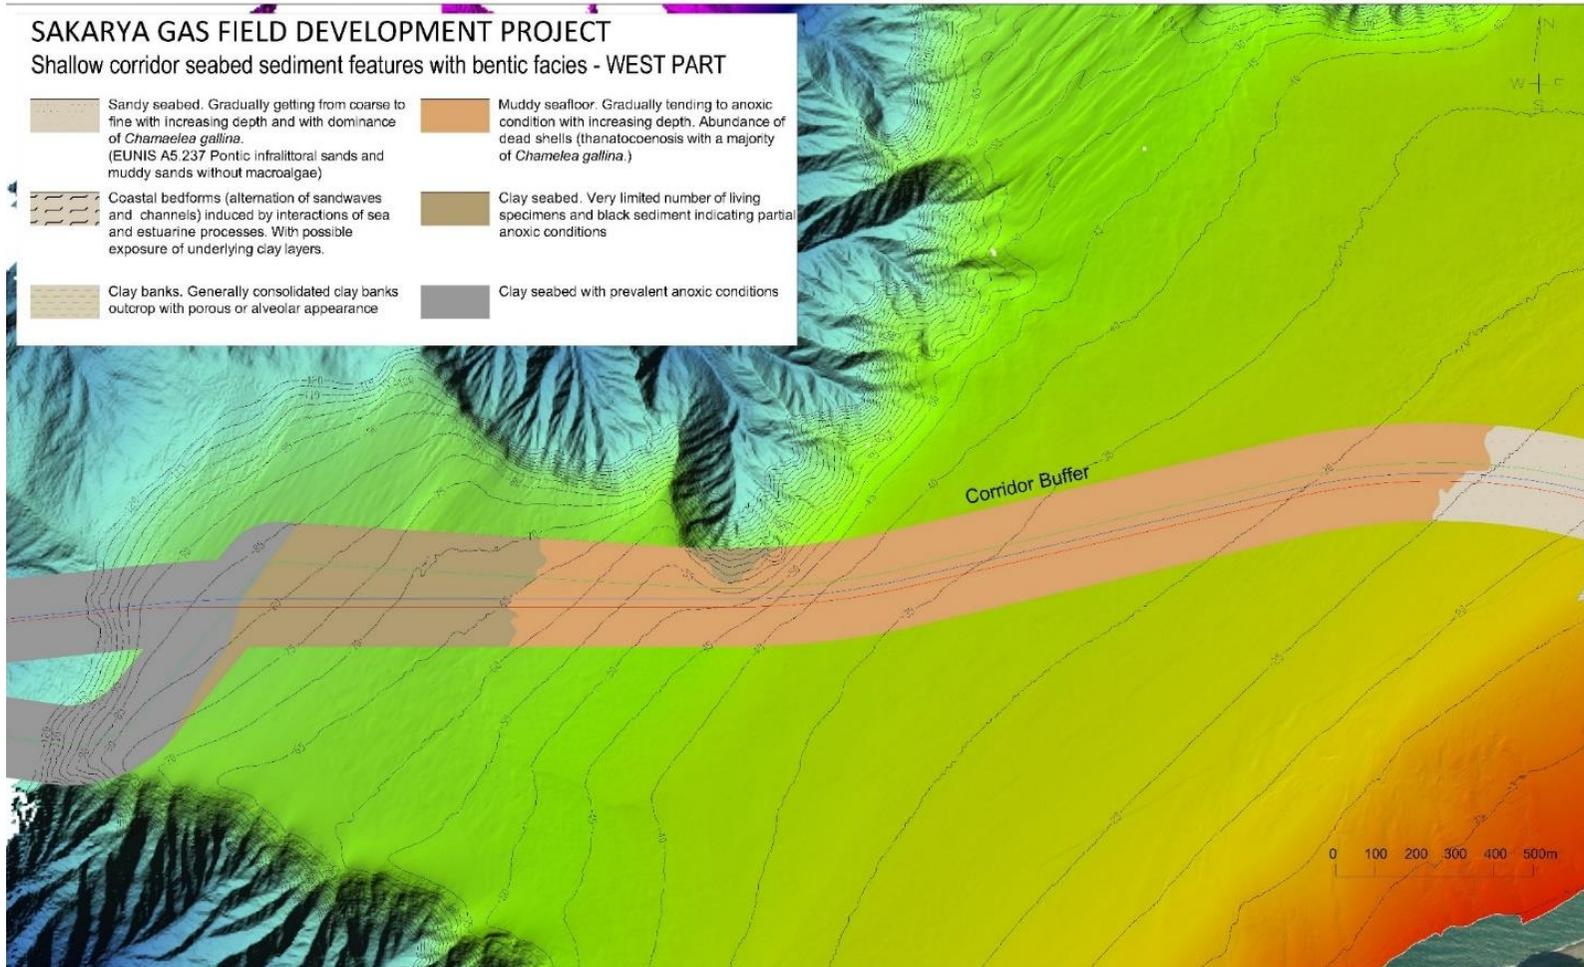 SAKARYA GAS FIELD DEVELOPMENT PROJECT
Shallow corridor seabed sediment features with bentic facies - WEST PART
Sandy seabed. Gradually getting from coarse to
fine with increasing depth and with dominance
of Chamaelea gallina.
(EUNIS A5.237 Pontic infralittoral sands and
muddy sands without macroalgae)
Coastal bedforms (alternation of sandwaves
and channels) induced by interactions of sea
and estuarine processes. With possible
exposure of underlying clay layers.
Clay banks. Generally consolidated clay banks
outcrop with porous or alveolar appearance
Muddy seafloor. Gradually tending to anoxic
condition with increasing depth. Abundance of
dead shells (thanatocoenosis with a majority
of Chamelea gallina.)
Clay seabed. Very limited number of living
specimens and black sediment indicating partial
anoxic conditions
Clay seabed with prevalent anoxic conditions
N
W
S
Corridor Buffer
0 100 200 300 400 500m